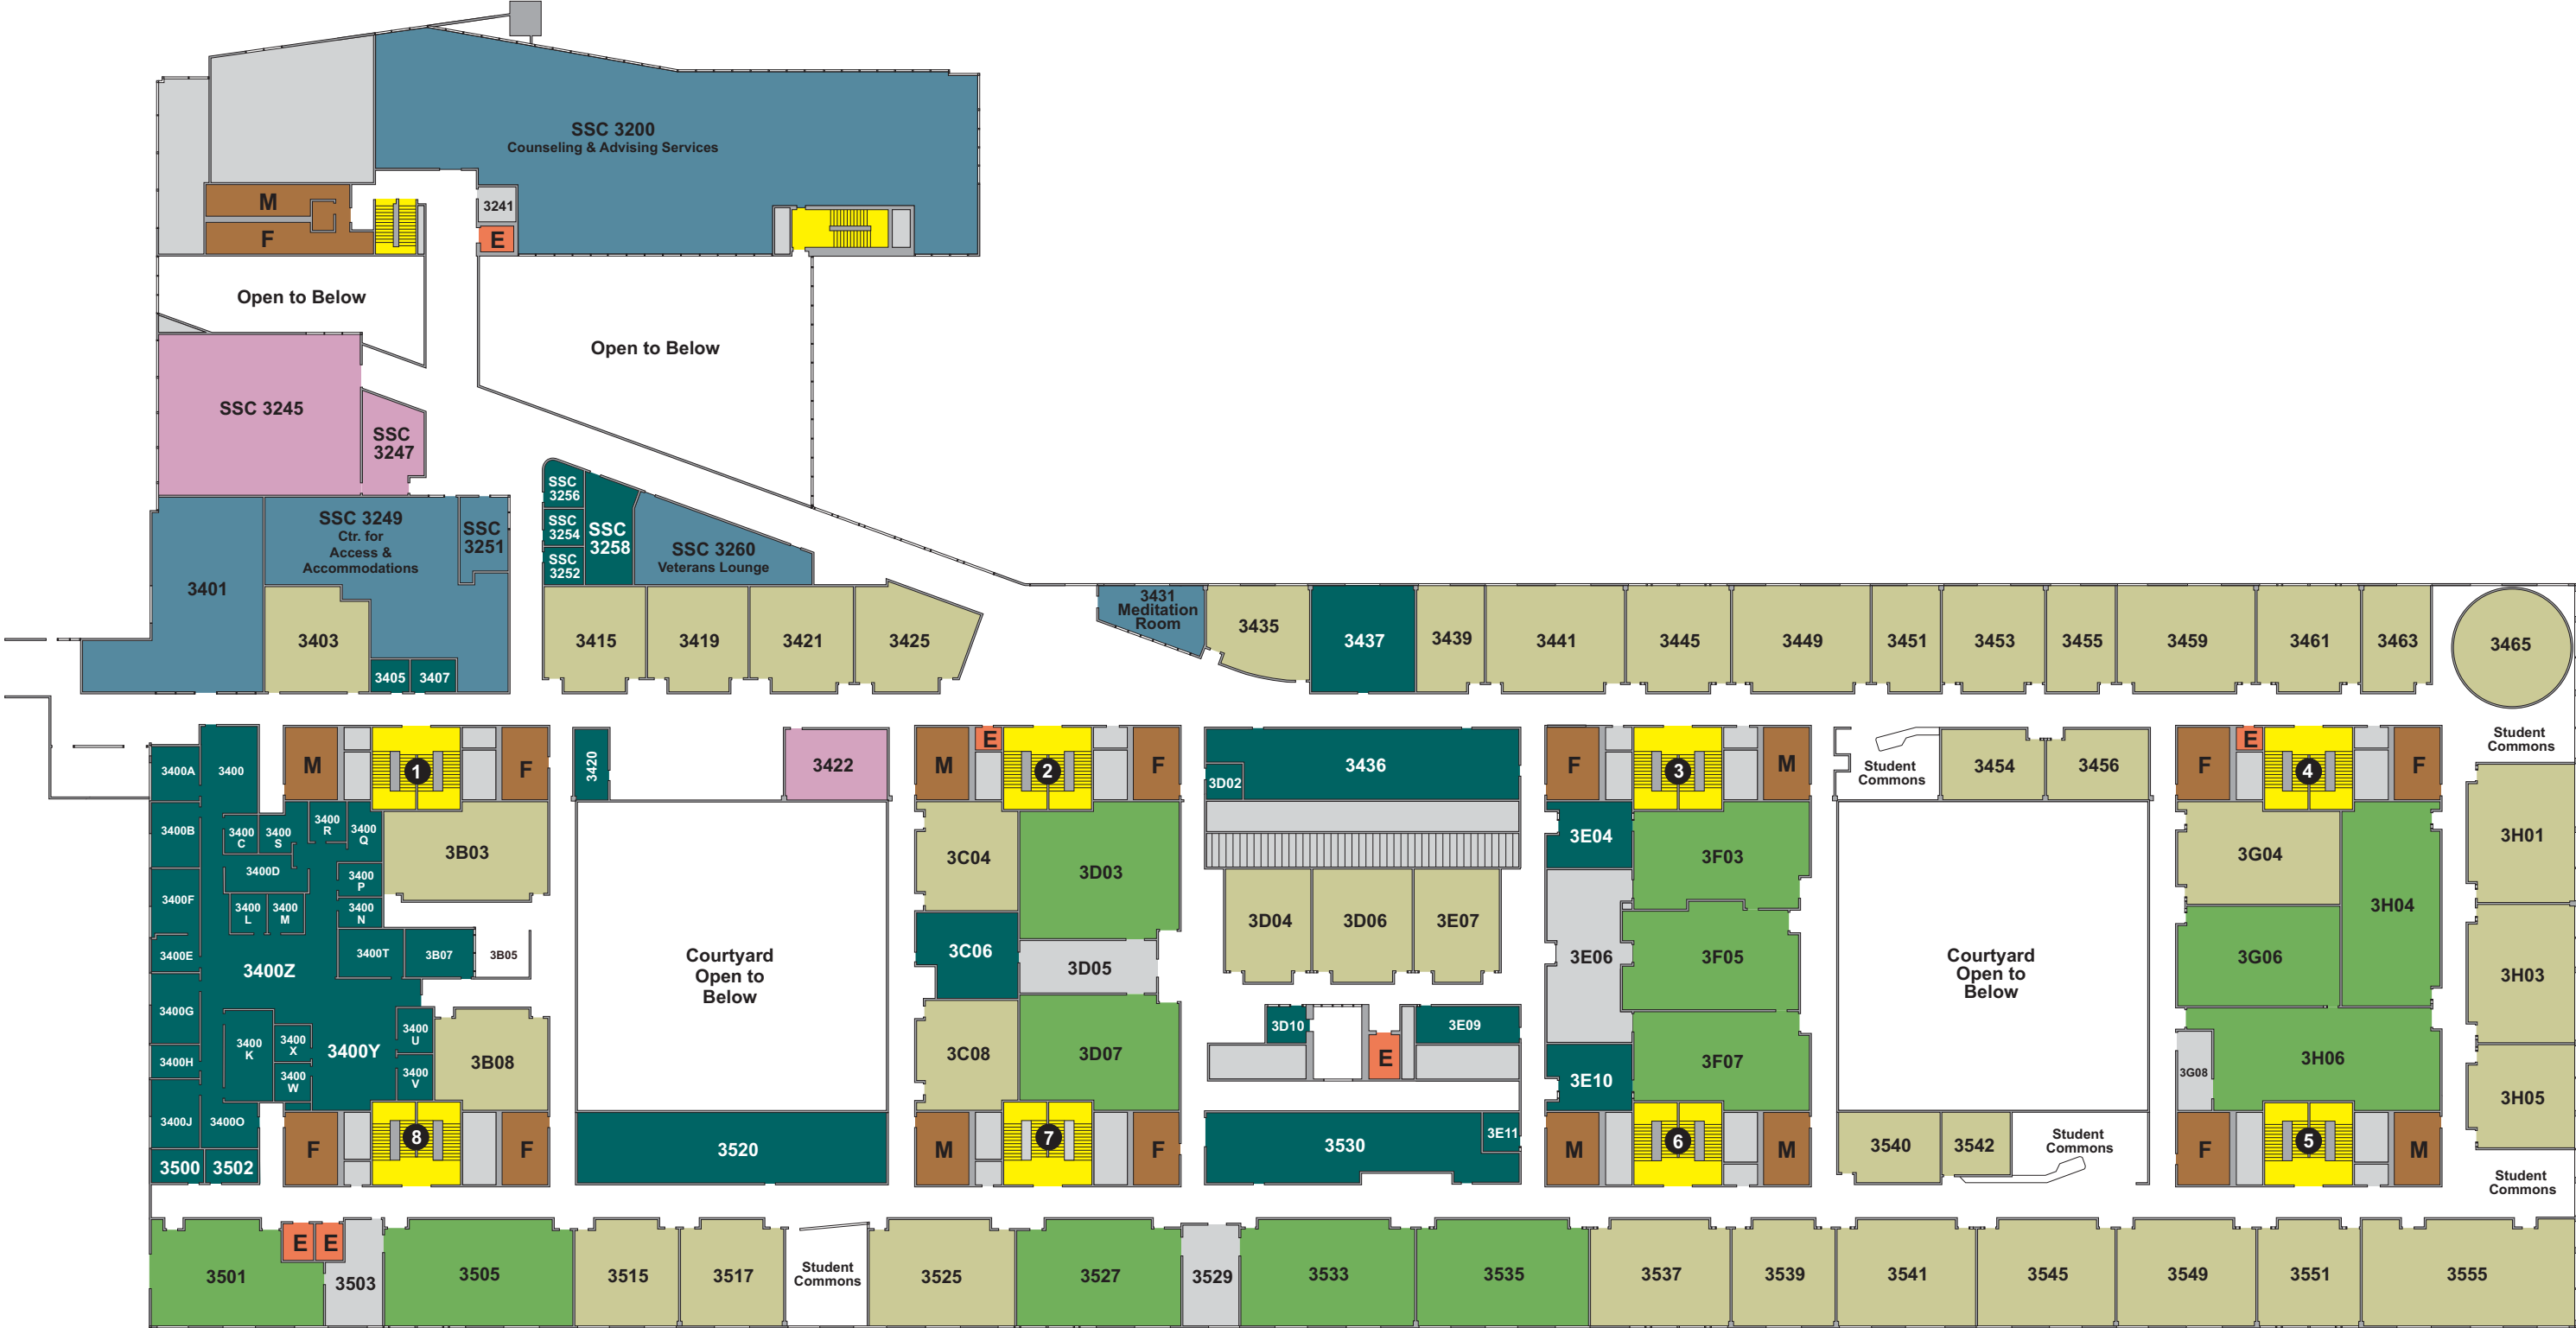 SSC 3200
Counseling & Advising Services
M
3241
F
E
Open to Below
Open to Below
SSC 3245
SSC
3247
SSC
3256
SSC
3254
SSC
3252
SSC
3258
SSC 3260
Veterans Lounge
SSC 3249
Ctr. for
Access &
Accommodations
SSC
3251
3401
3403
3405
3407
3415
3419
3421
3425
3431
Meditation
Room
3435
3437
3439
3441
3445
3449
3451
3453
3455
3459
3461
3463
3465
Student
Commons
3400A
3400
M
1
F
3420
3422
M
E
2
F
3436
3D02
F
3
M
Student
Commons
3454
3456
F
E
4
F
3400B
3400
C
3400
S
3400
R
3400
Q
3B03
3400D
3400
P
3400F
3400
L
3400
M
3400
N
3400E
3400Z
3400T
3B07
3B05
3400G
3400
K
3400
X
3400Y
3400
U
3400H
3400
W
3400
V
3B08
3400J
3400O
3500
3502
F
8
F
Courtyard
Open to
Below
3520
3C04
3D03
3C06
3D05
3C08
3D07
M
7
F
3D04
3D06
3E07
3D10
E
3E09
3530
3E11
3E04
3F03
3E06
3F05
3E10
3F07
M
6
M
Courtyard
Open to
Below
3540
3542
Student
Commons
3G04
3H04
3G06
3G08
3H06
F
5
M
3H01
3H03
3H05
Student
Commons
3501
E
E
3503
3505
3515
3517
Student
Commons
3525
3527
3529
3533
3535
3537
3539
3541
3545
3549
3551
3555